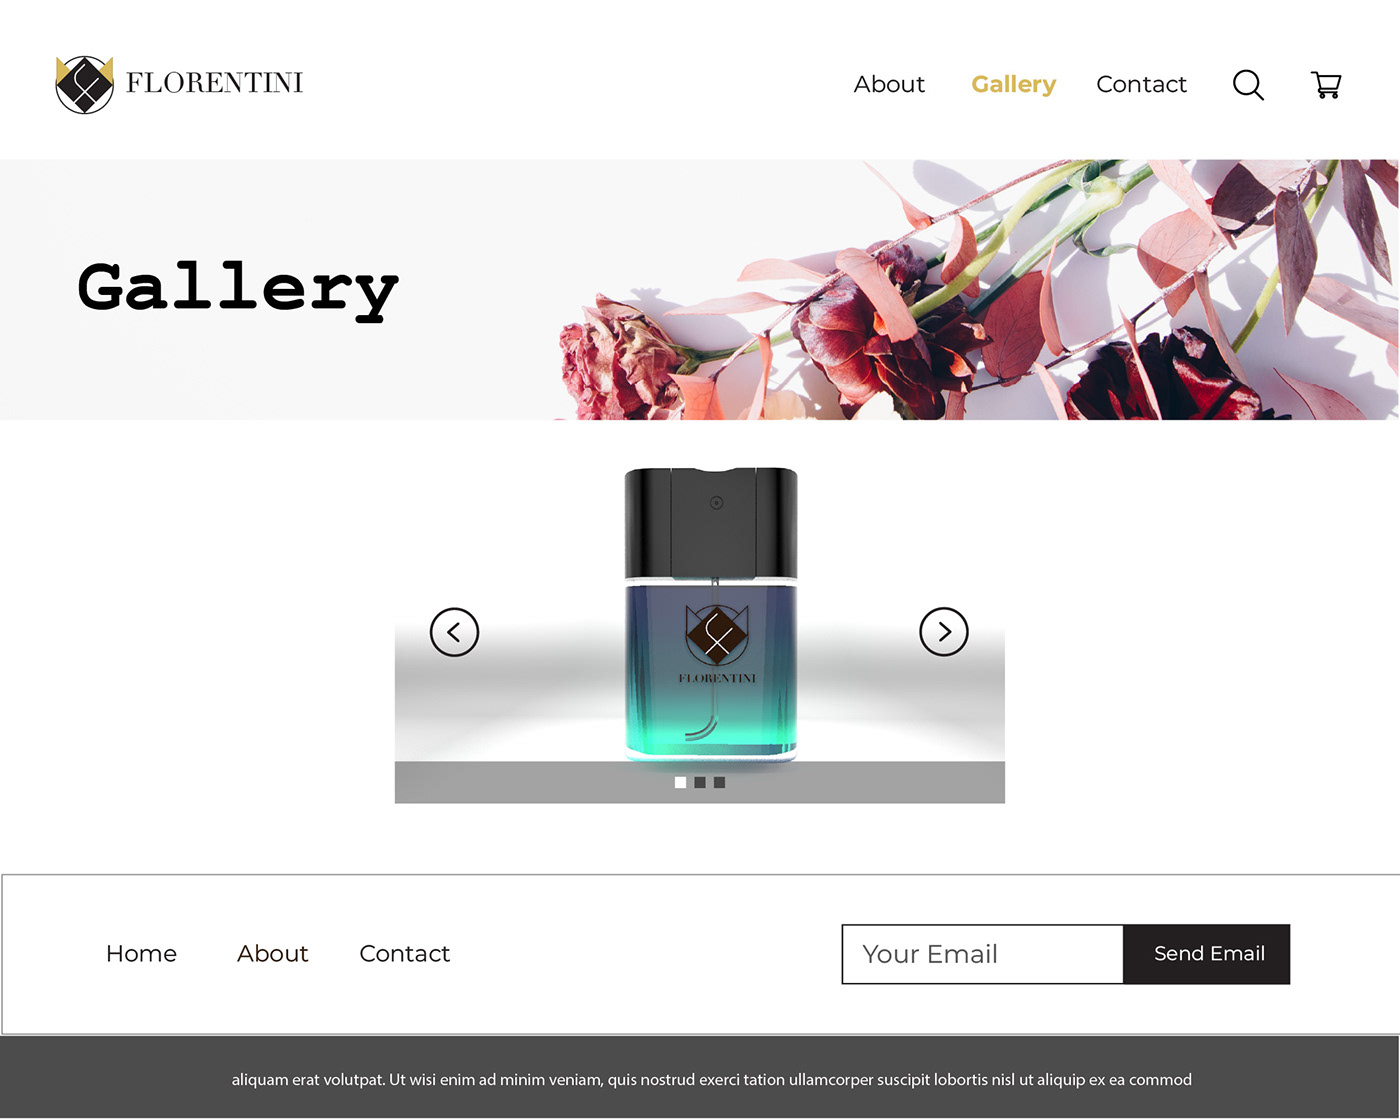 FLORENTINI
About Gallery Contact
Gallery
FLORENTINI
Home About Contact
Your Email Send Email
aliquam erat volutpat. Ut wisi enim ad minim veniam, quis nostrud exerci tation ullamcorper suscipit lobortis nisl ut aliquip ex ea commod